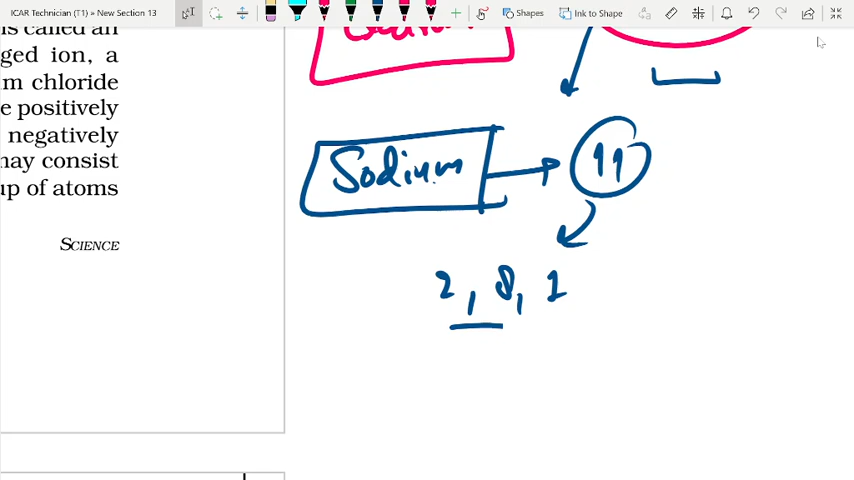 ICAR Technician (T1) » New Section 13
Shapes
Ink to Shape
is called an
ged ion, a
m chloride
e positively
negatively
may consist
up of atoms
SCIENCE
Sodium
11
2, 8, 1